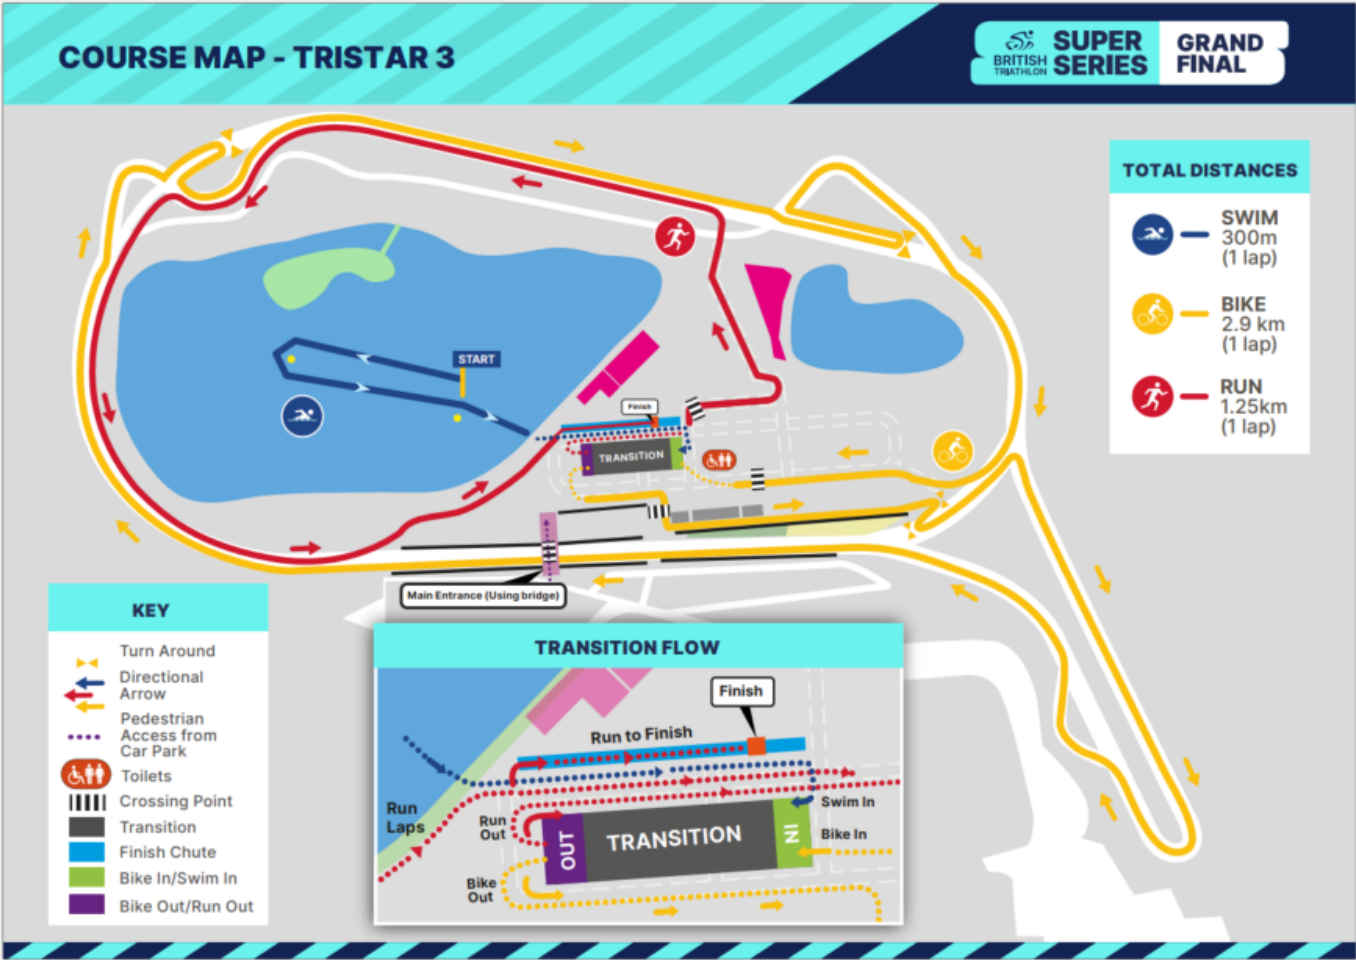 COURSE MAP - TRISTAR 3
BRITISH
TRIATHLON
SUPER
SERIES
GRAND
FINAL
TOTAL DISTANCES
SWIM
300m
(1 lap)
BIKE
2.9 km
(1 lap)
RUN
1.25km
(1 lap)
START
Finish
TRANSITION
Main Entrance (Using bridge)
KEY
Turn Around
Directional
Arrow
Pedestrian
Access from
Car Park
Toilets
Crossing Point
Transition
Finish Chute
Bike In/Swim In
Bike Out/Run Out
TRANSITION FLOW
Finish
Run to Finish
Run
Laps
Run
Out
Swim In
OUT
TRANSITION
IN
Bike In
Bike
Out